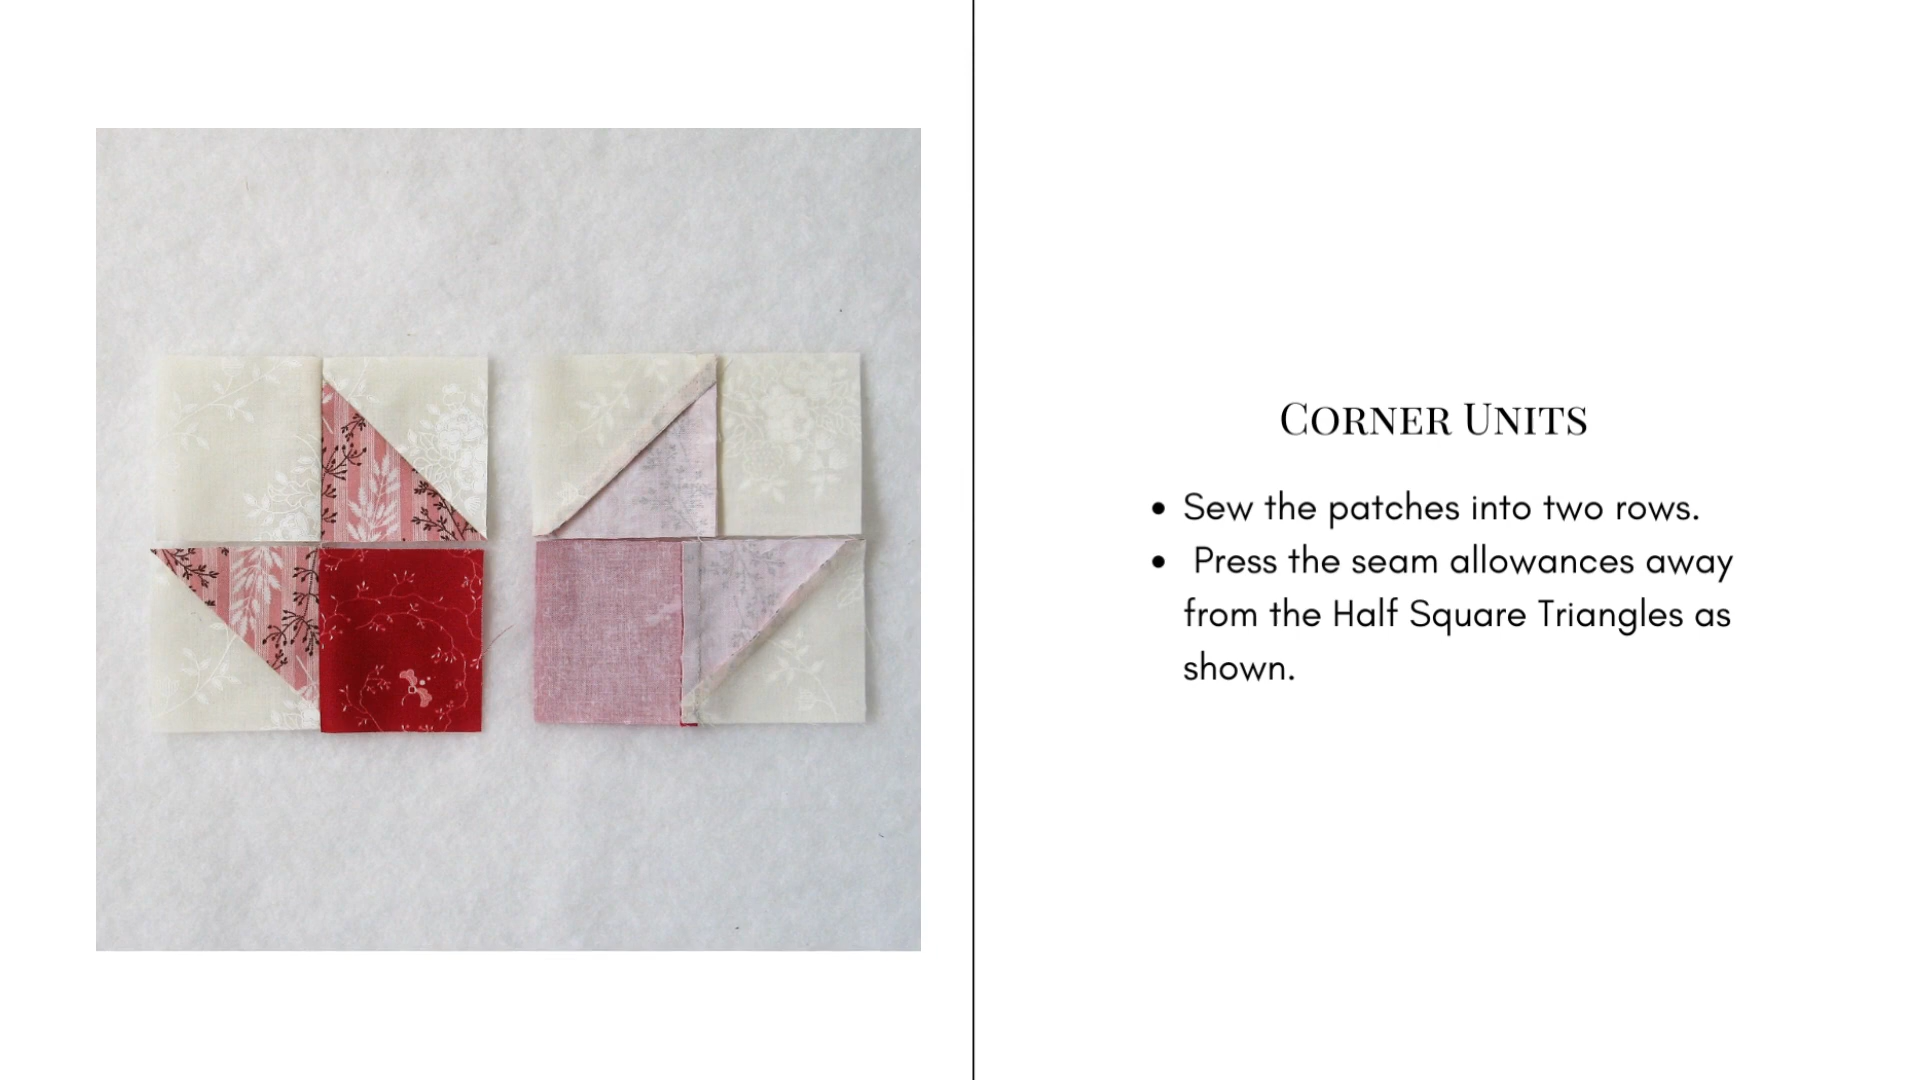 Corner Units
• Sew the patches into two rows.
• Press the seam allowances away
from the Half Square Triangles as
shown.